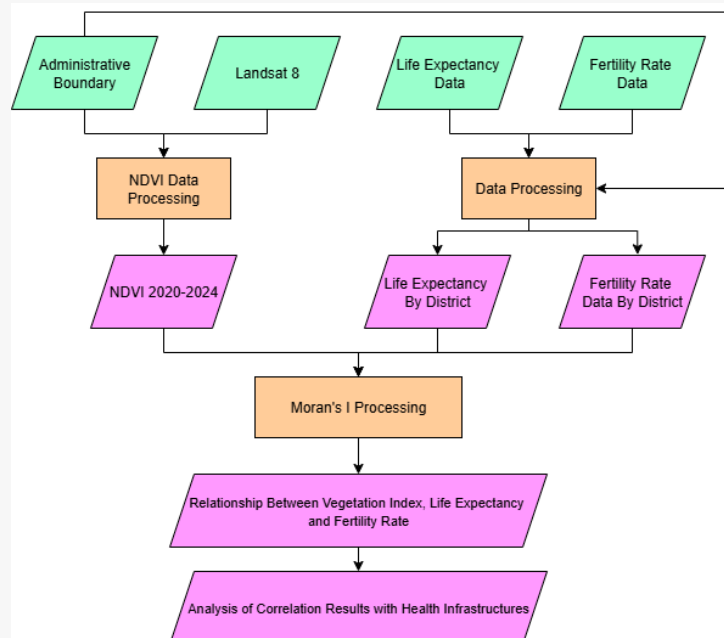 Administrative
Boundary
Landsat 8
Life Expectancy
Data
Fertility Rate
Data
NDVI Data
Processing
Data Processing
NDVI 2020-2024
Life Expectancy
By District
Fertility Rate
Data By District
Moran's I Processing
Relationship Between Vegetation Index, Life Expectancy
and Fertility Rate
Analysis of Correlation Results with Health Infrastructures